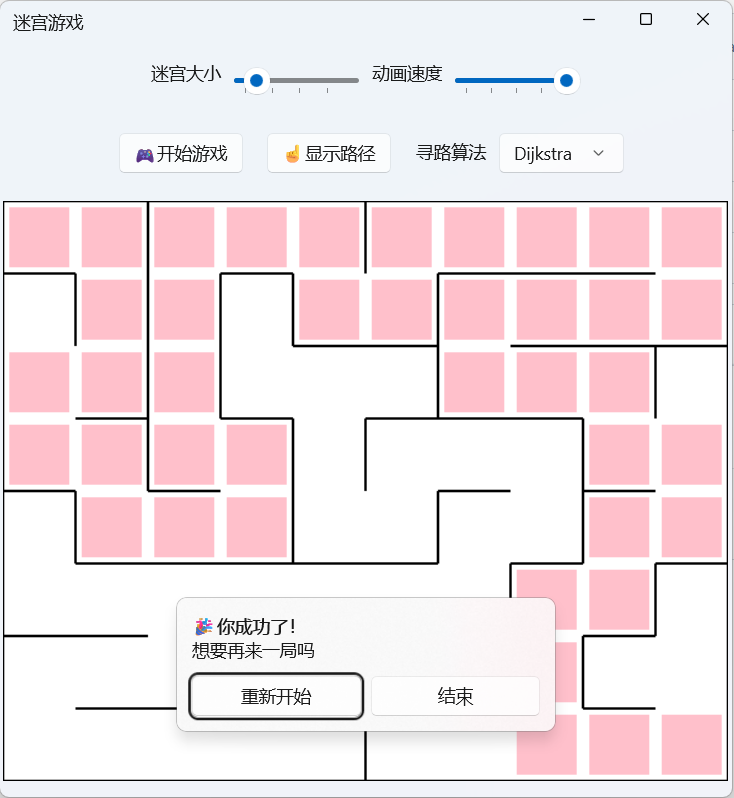 迷宫游戏
迷宫大小 动画速度
🎮开始游戏 ☝显示路径 寻路算法 Dijkstra
🎉 你成功了！
想要再来一局吗
重新开始 结束